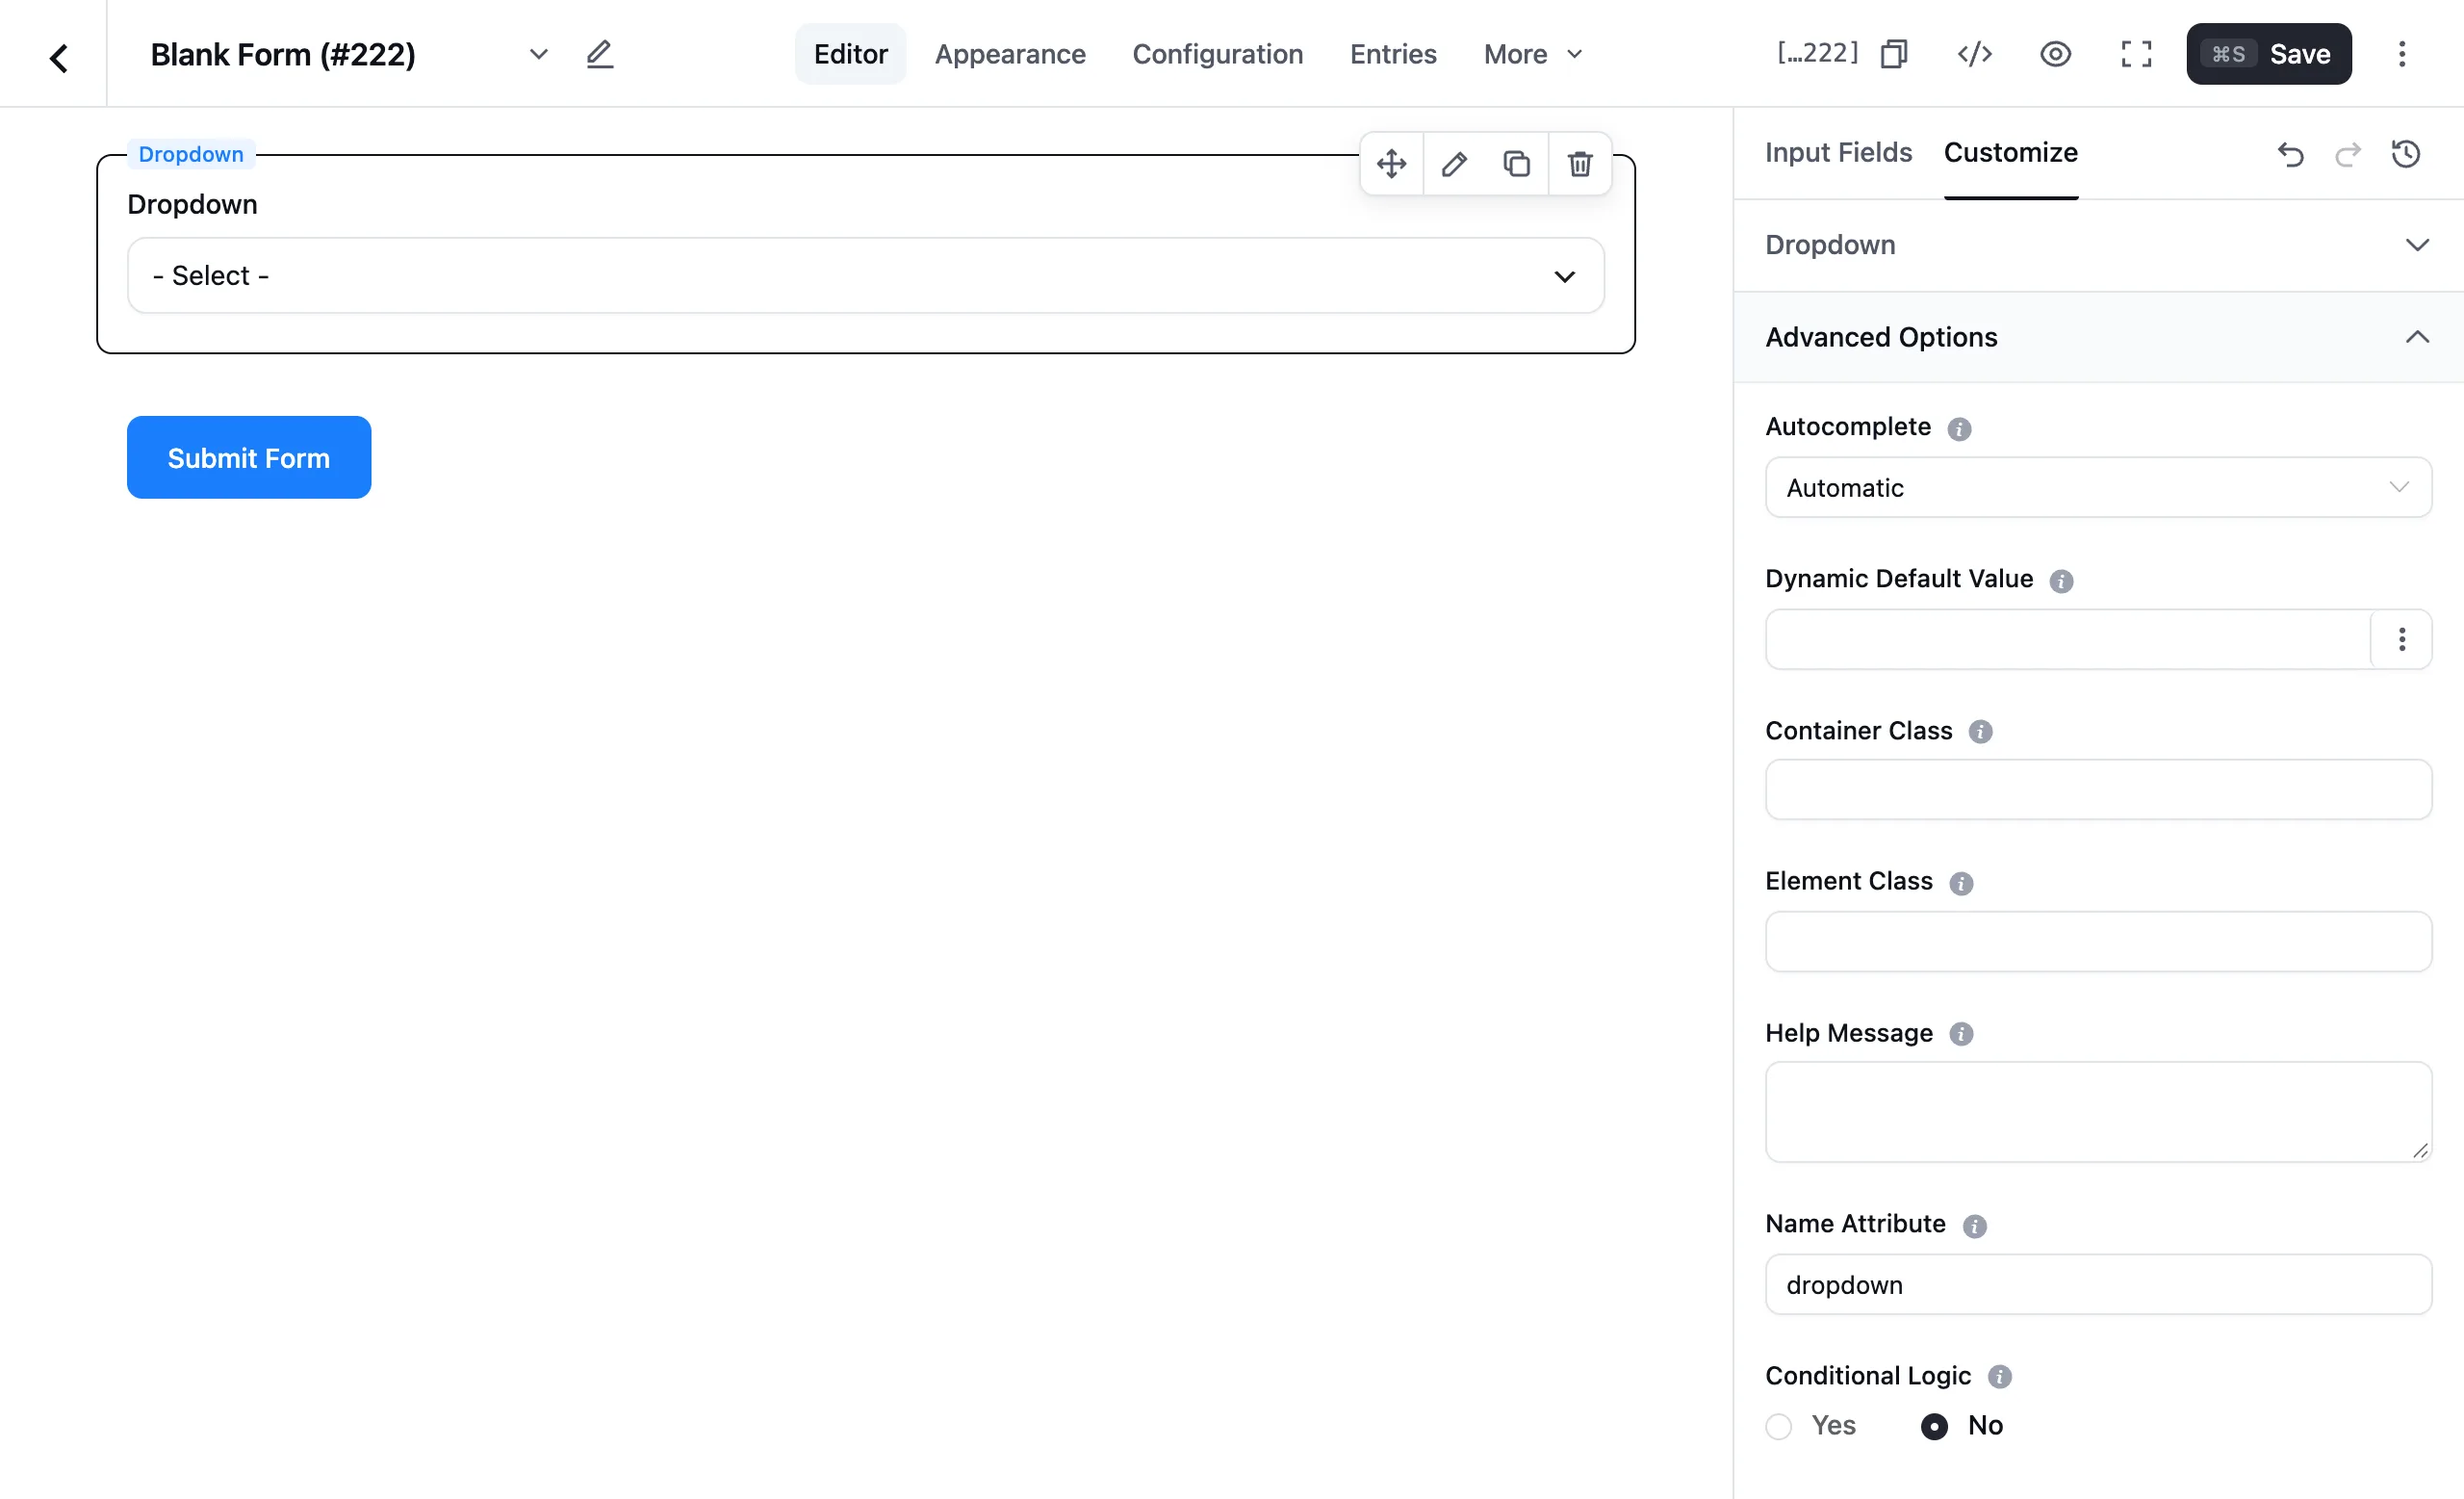 Blank Form (#222)
Editor
Appearance
Configuration
Entries
More
[…222]
⌘S Save
Dropdown
Dropdown
- Select -
Submit Form
Input Fields
Customize
Dropdown
Advanced Options
Autocomplete
Automatic
Dynamic Default Value
Container Class
Element Class
Help Message
Name Attribute
dropdown
Conditional Logic
Yes
No